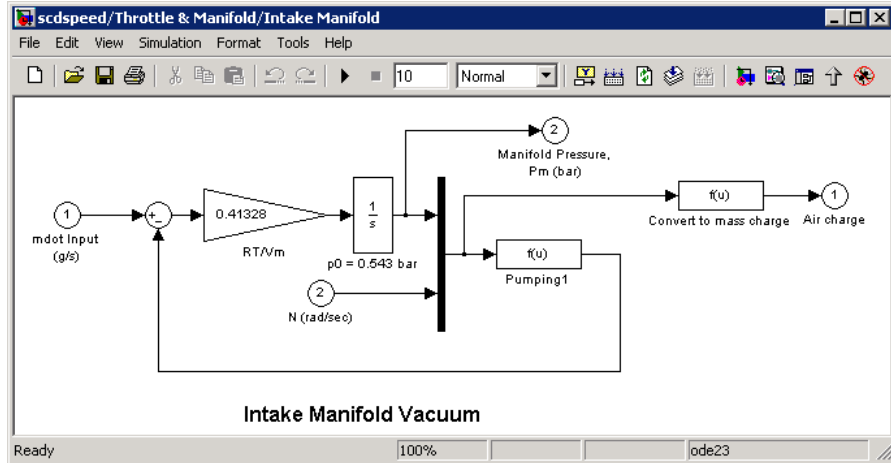 scdspeed/Throttle & Manifold/Intake Manifold
File Edit View Simulation Format Tools Help
10 Normal
2
Manifold Pressure,
Pm (bar)
f(u)
1
Convert to mass charge
Air charge
1
mdot Input
(g/s)
+
-
0.41328
RT/Vm
1
s
p0 = 0.543 bar
f(u)
Pumping1
2
N (rad/sec)
Intake Manifold Vacuum
Ready 100% ode23